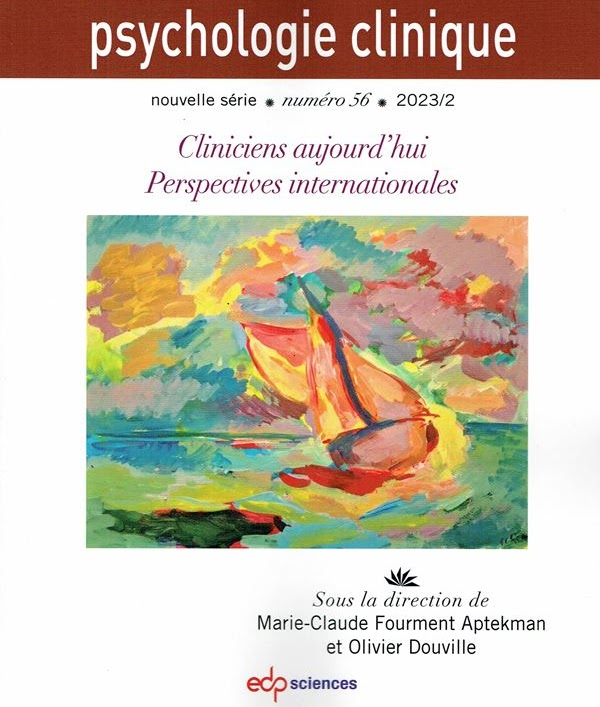 psychologie clinique
nouvelle série ✹ numéro 56 ✹ 2023/2
Cliniciens aujourd'hui
Perspectives internationales
Sous la direction de
Marie-Claude Fourment Aptekman
et Olivier Douville
edp sciences